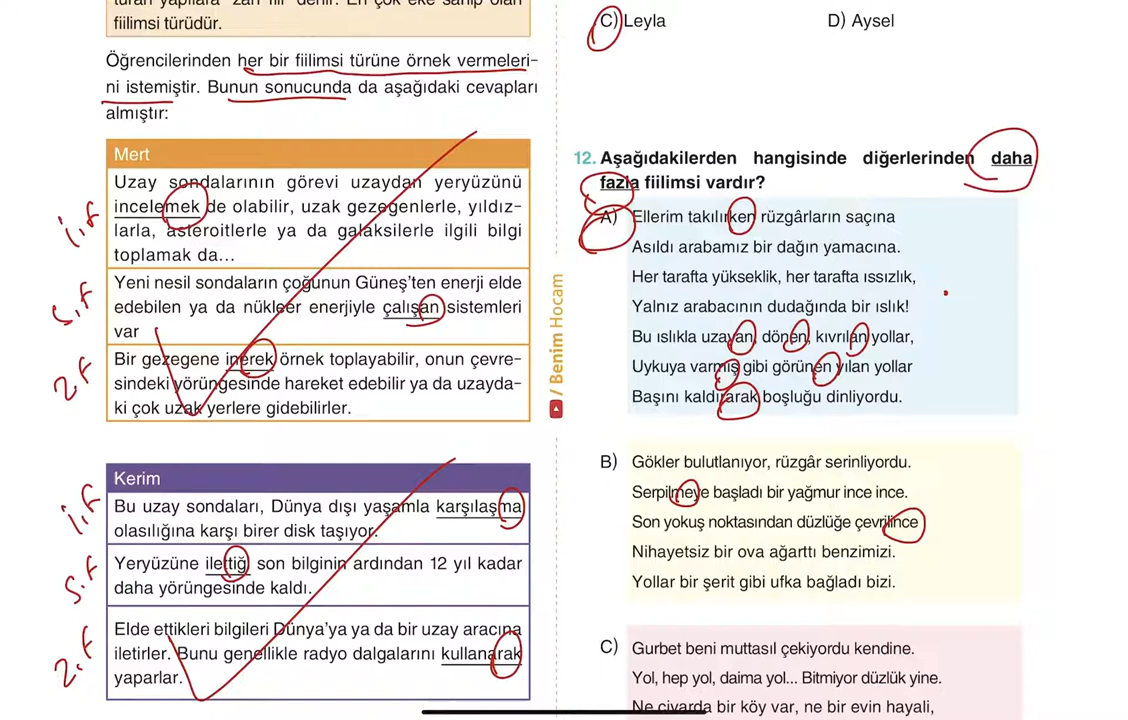 turan yapılara "zarf fiil" denir. En çok eke sahip olan
fiilimsi türüdür.
Öğrencilerinden her bir fiilimsi türüne örnek vermeleri-
ni istemiştir. Bunun sonucunda da aşağıdaki cevapları
almıştır:
Mert
Uzay sondalarının görevi uzaydan yeryüzünü
incelemek de olabilir, uzak gezegenlerle, yıldız-
larla, asteroitlerle ya da galaksilerle ilgili bilgi
toplamak da...
i.f
Yeni nesil sondaların çoğunun Güneş'ten enerji elde
edebilen ya da nükleer enerjiyle çalışan sistemleri
var
s.f
Bir gezegene inerek örnek toplayabilir, onun çevre-
sindeki yörüngesinde hareket edebilir ya da uzayda-
ki çok uzak yerlere gidebilirler.
z.f
Kerim
Bu uzay sondaları, Dünya dışı yaşamla karşılaşma
olasılığına karşı birer disk taşıyor.
i.f
Yeryüzüne ilettiği son bilginin ardından 12 yıl kadar
daha yörüngesinde kaldı.
s.f
Elde ettikleri bilgileri Dünya'ya ya da bir uzay aracına
iletirler. Bunu genellikle radyo dalgalarını kullanarak
yaparlar.
z.f
/ Benim Hocam
C) Leyla D) Aysel
12. Aşağıdakilerden hangisinde diğerlerinden daha
fazla fiilimsi vardır?
A) Ellerim takılırken rüzgârların saçına
Asıldı arabamız bir dağın yamacına.
Her tarafta yükseklik, her tarafta ıssızlık,
Yalnız arabacının dudağında bir ıslık!
Bu ıslıkla uzayan, dönen, kıvrılan yollar,
Uykuya varmış gibi görünen yılan yollar
Başını kaldırarak boşluğu dinliyordu.
B) Gökler bulutlanıyor, rüzgâr serinliyordu.
Serpilmeye başladı bir yağmur ince ince.
Son yokuş noktasından düzlüğe çevrilince
Nihayetsiz bir ova ağarttı benzimizi.
Yollar bir şerit gibi ufka bağladı bizi.
C) Gurbet beni muttasıl çekiyordu kendine.
Yol, hep yol, daima yol... Bitmiyor düzlük yine.
Ne civarda bir köy var, ne bir evin hayali,